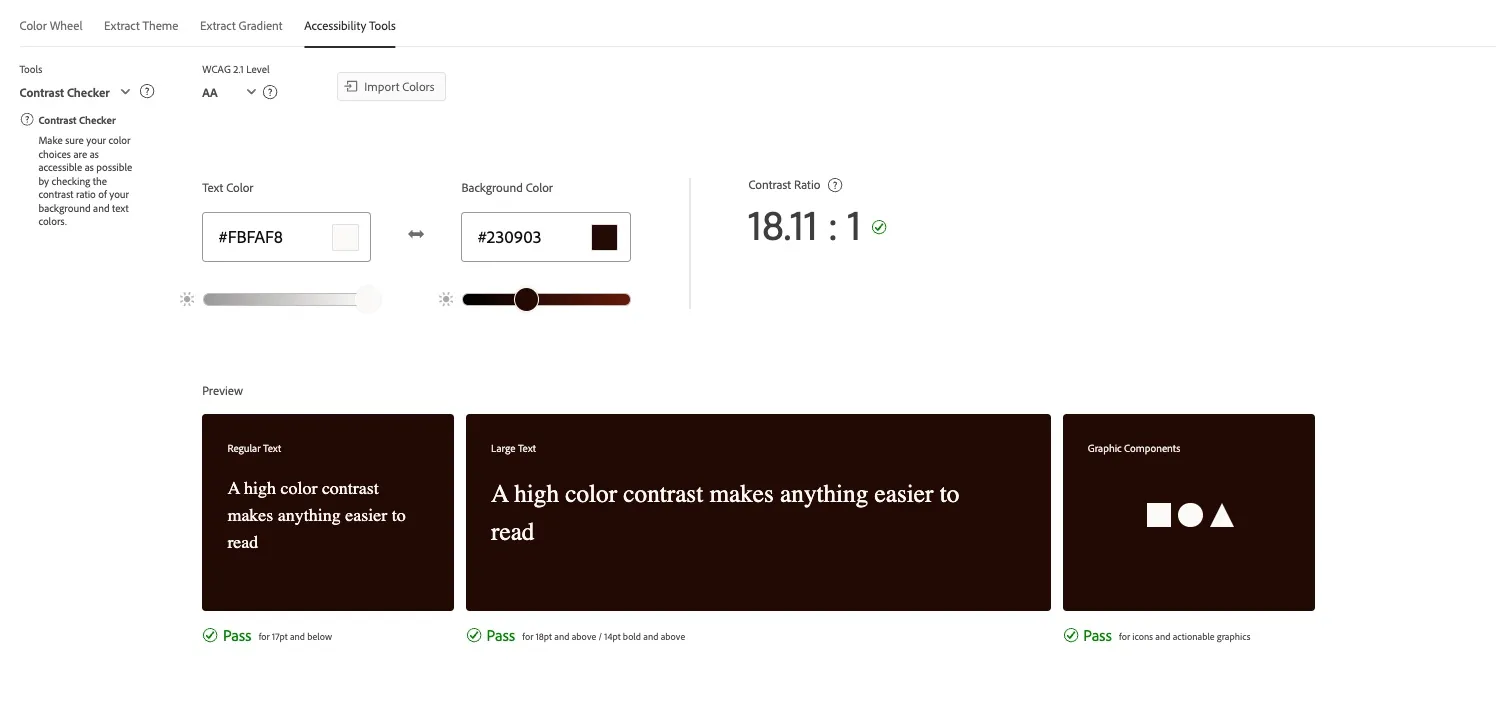 Color Wheel Extract Theme Extract Gradient Accessibility Tools
Tools
Contrast Checker ?
? Contrast Checker
Make sure your color
choices are as
accessible as possible
by checking the
contrast ratio of your
background and text
colors.
WCAG 2.1 Level
AA ?
Import Colors
Text Color
#FBFAF8
Background Color
#230903
Contrast Ratio ?
18.11 : 1
Preview
Regular Text
A high color contrast
makes anything easier to
read
Pass for 17pt and below
Large Text
A high color contrast makes anything easier to
read
Pass for 18pt and above / 14pt bold and above
Graphic Components
Pass for icons and actionable graphics